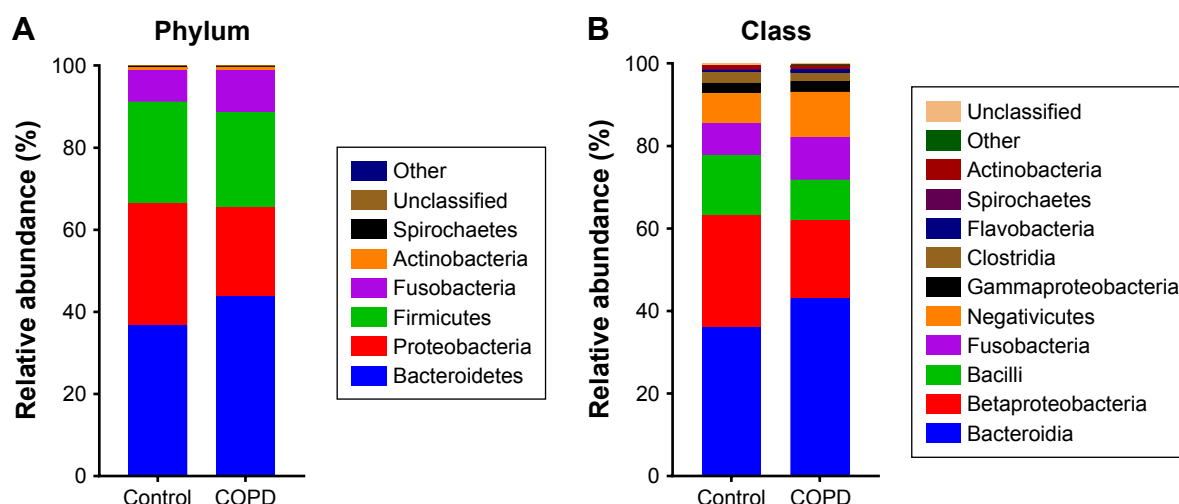 A
Phylum
Relative abundance (%)
100
80
60
40
20
0
Control
COPD
Other
Unclassified
Spirochaetes
Actinobacteria
Fusobacteria
Firmicutes
Proteobacteria
Bacteroidetes
B
Class
Relative abundance (%)
100
80
60
40
20
0
Control
COPD
Unclassified
Other
Actinobacteria
Spirochaetes
Flavobacteria
Clostridia
Gammaproteobacteria
Negativicutes
Fusobacteria
Bacilli
Betaproteobacteria
Bacteroidia